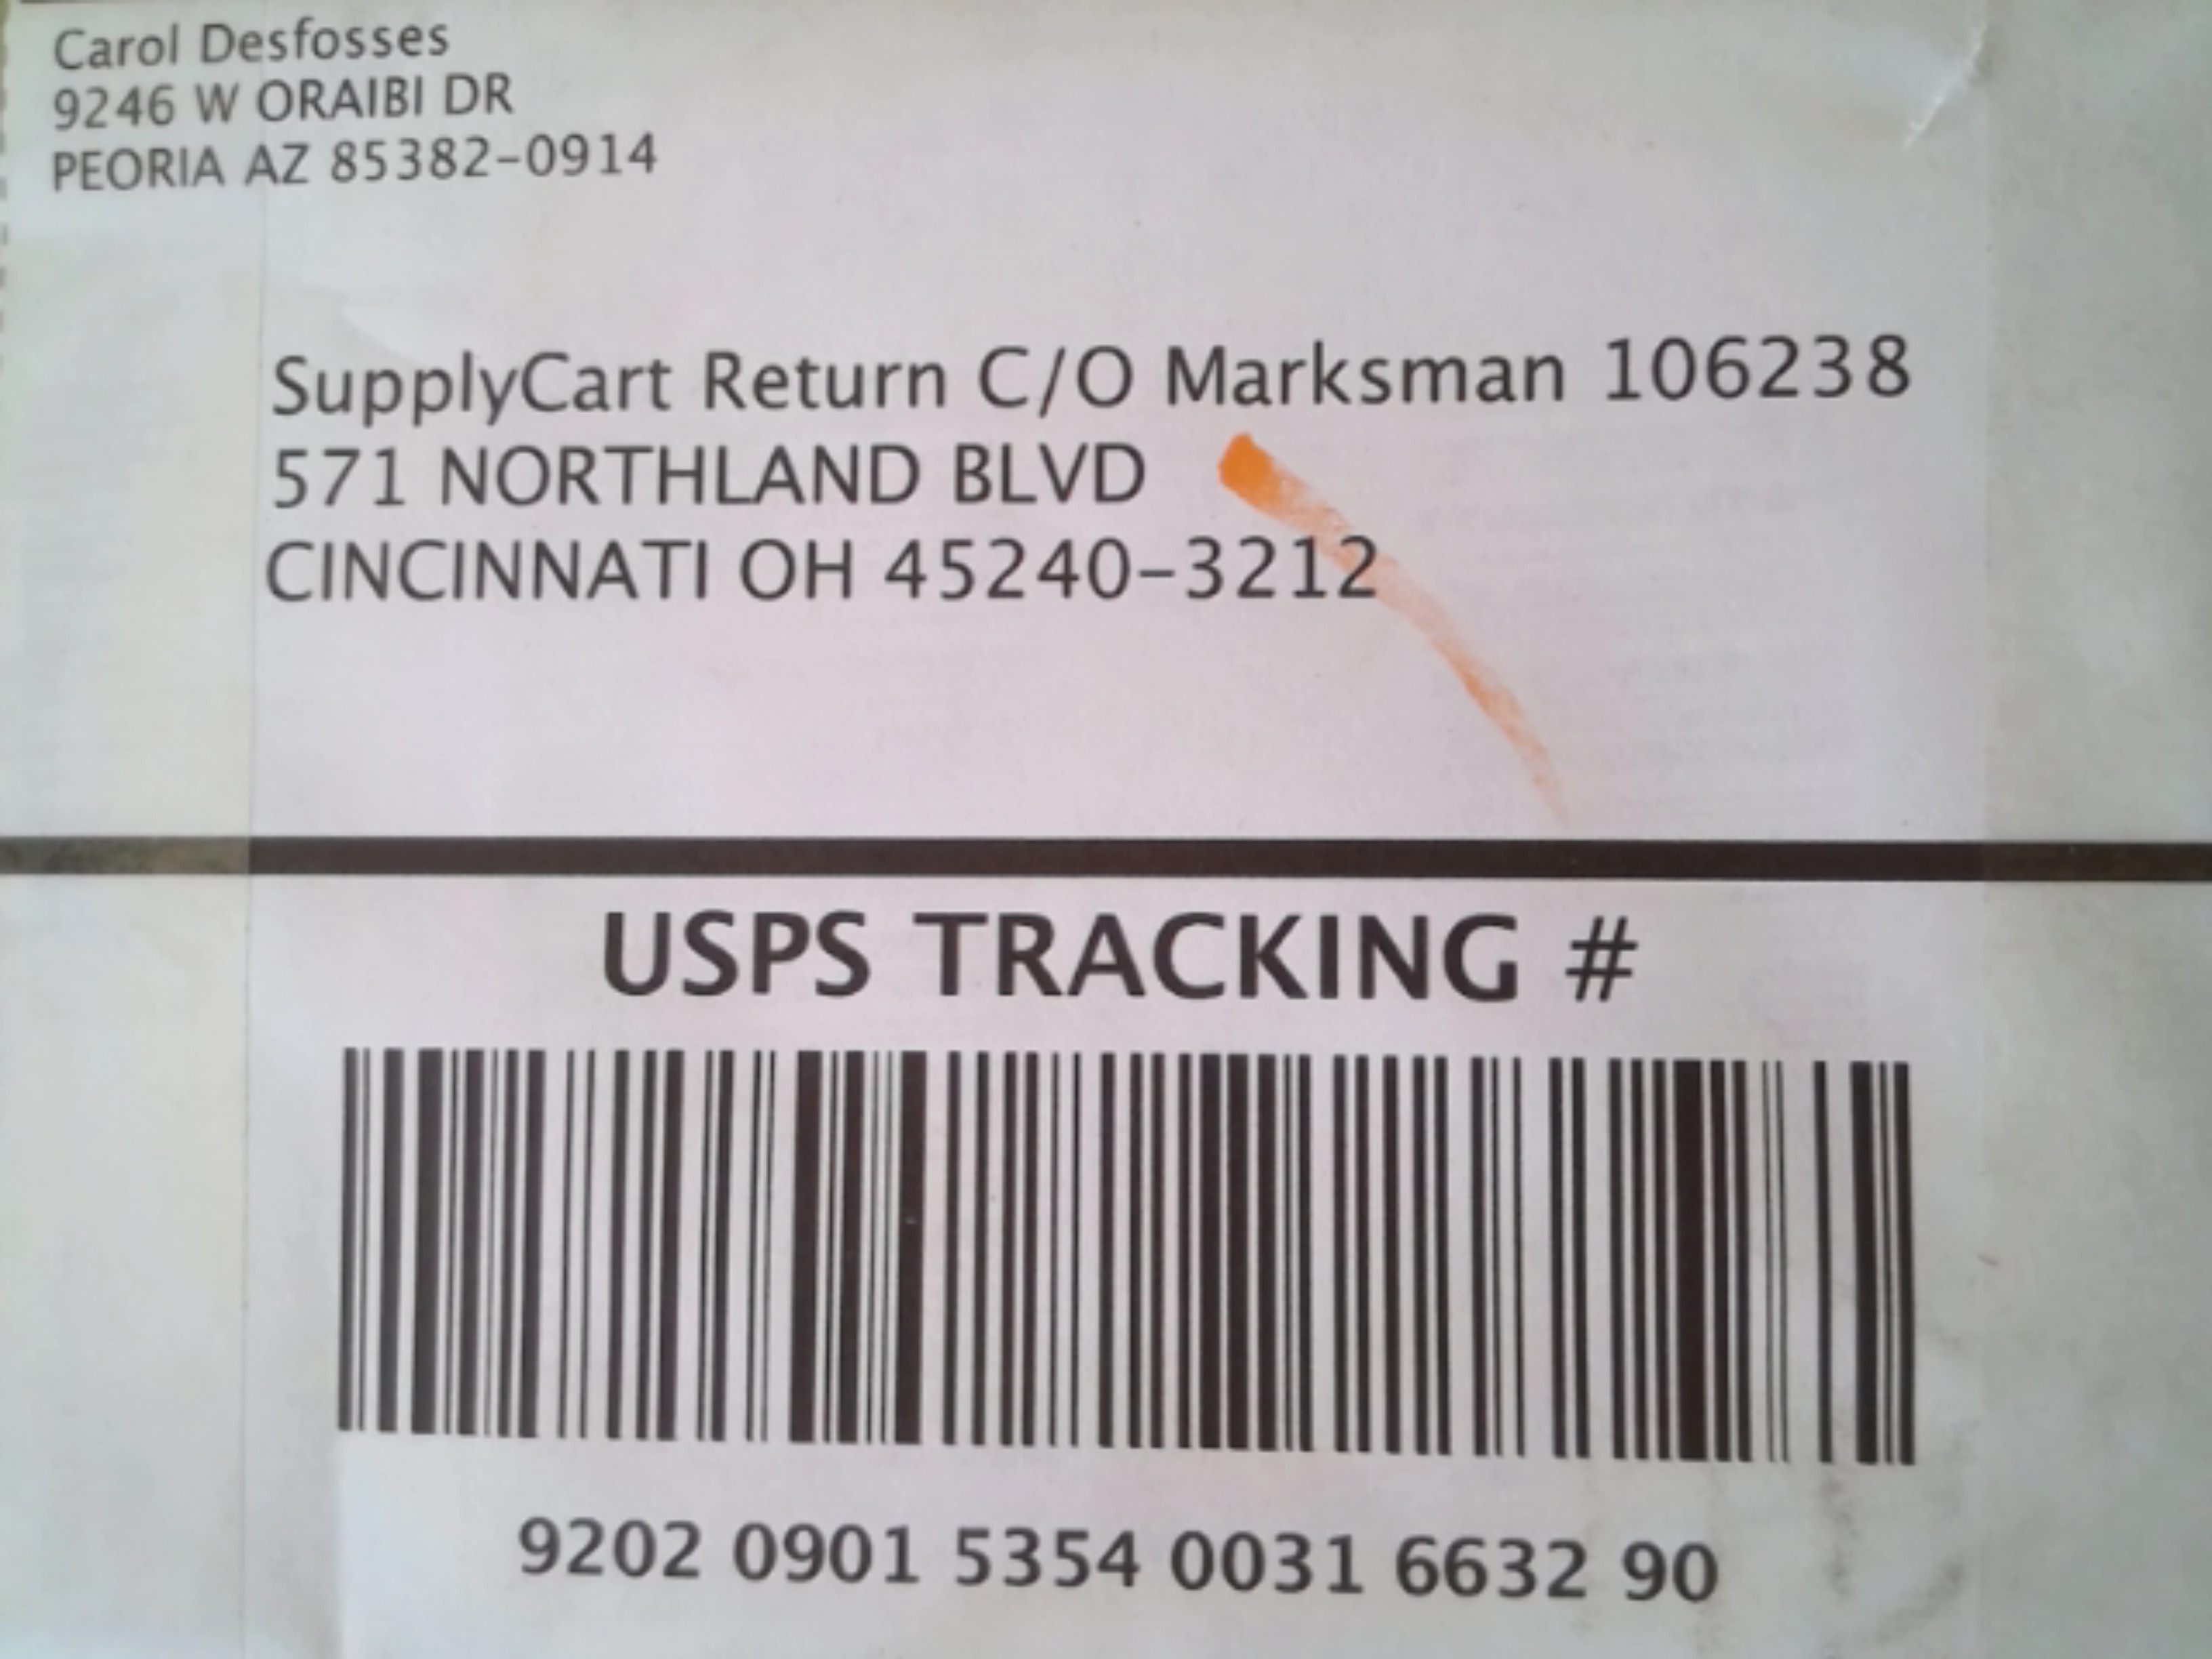 Carol Desfosses
9246 W ORAIBI DR
PEORIA AZ 85382-0914
SupplyCart Return C/O Marksman 106238
571 NORTHLAND BLVD
CINCINNATI OH 45240-3212
USPS TRACKING #
9202 0901 5354 0031 6632 90